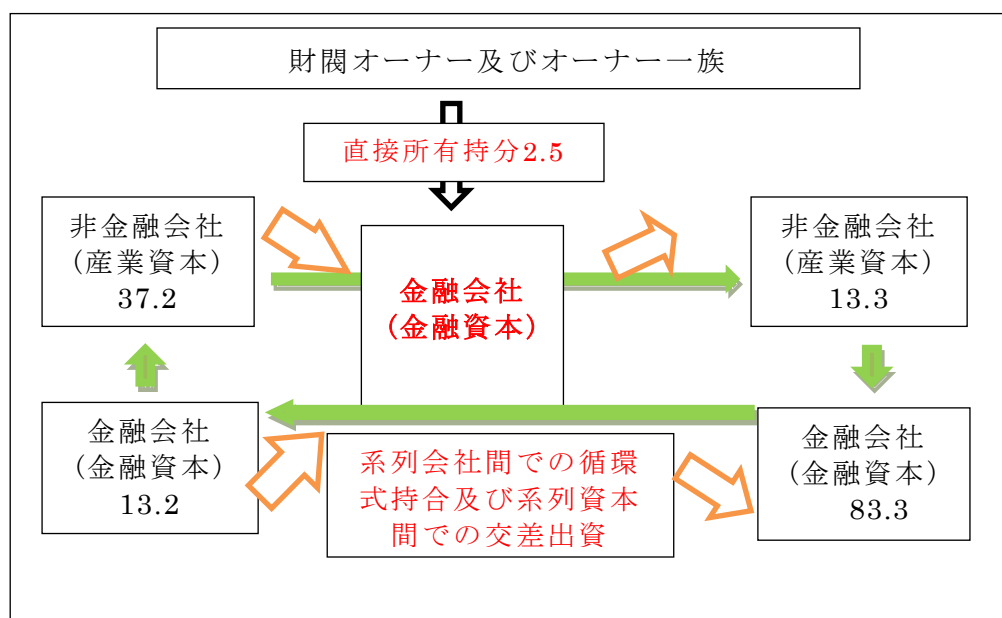 財閥オーナー及びオーナー一族
直接所有持分2.5
非金融会社
(産業資本)
37.2
金融会社
(金融資本)
非金融会社
(産業資本)
13.3
金融会社
(金融資本)
13.2
系列会社間での循環
式持合及び系列資本
間での交差出資
金融会社
(金融資本)
83.3